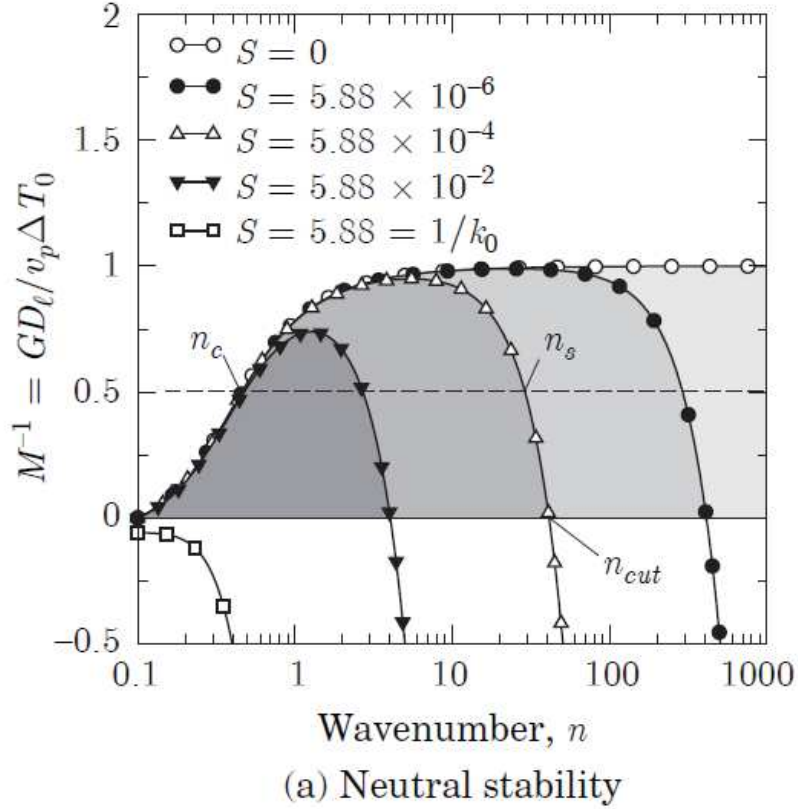 2
S = 0
S = 5.88 × 10⁻⁶
1.5
S = 5.88 × 10⁻⁴
S = 5.88 × 10⁻²
S = 5.88 = 1/k₀
1
n_c
n_s
0.5
0
n_cut
−0.5
0.1 1 10 100 1000
M⁻¹ = GD_ℓ/v_pΔT₀
Wavenumber, n
(a) Neutral stability